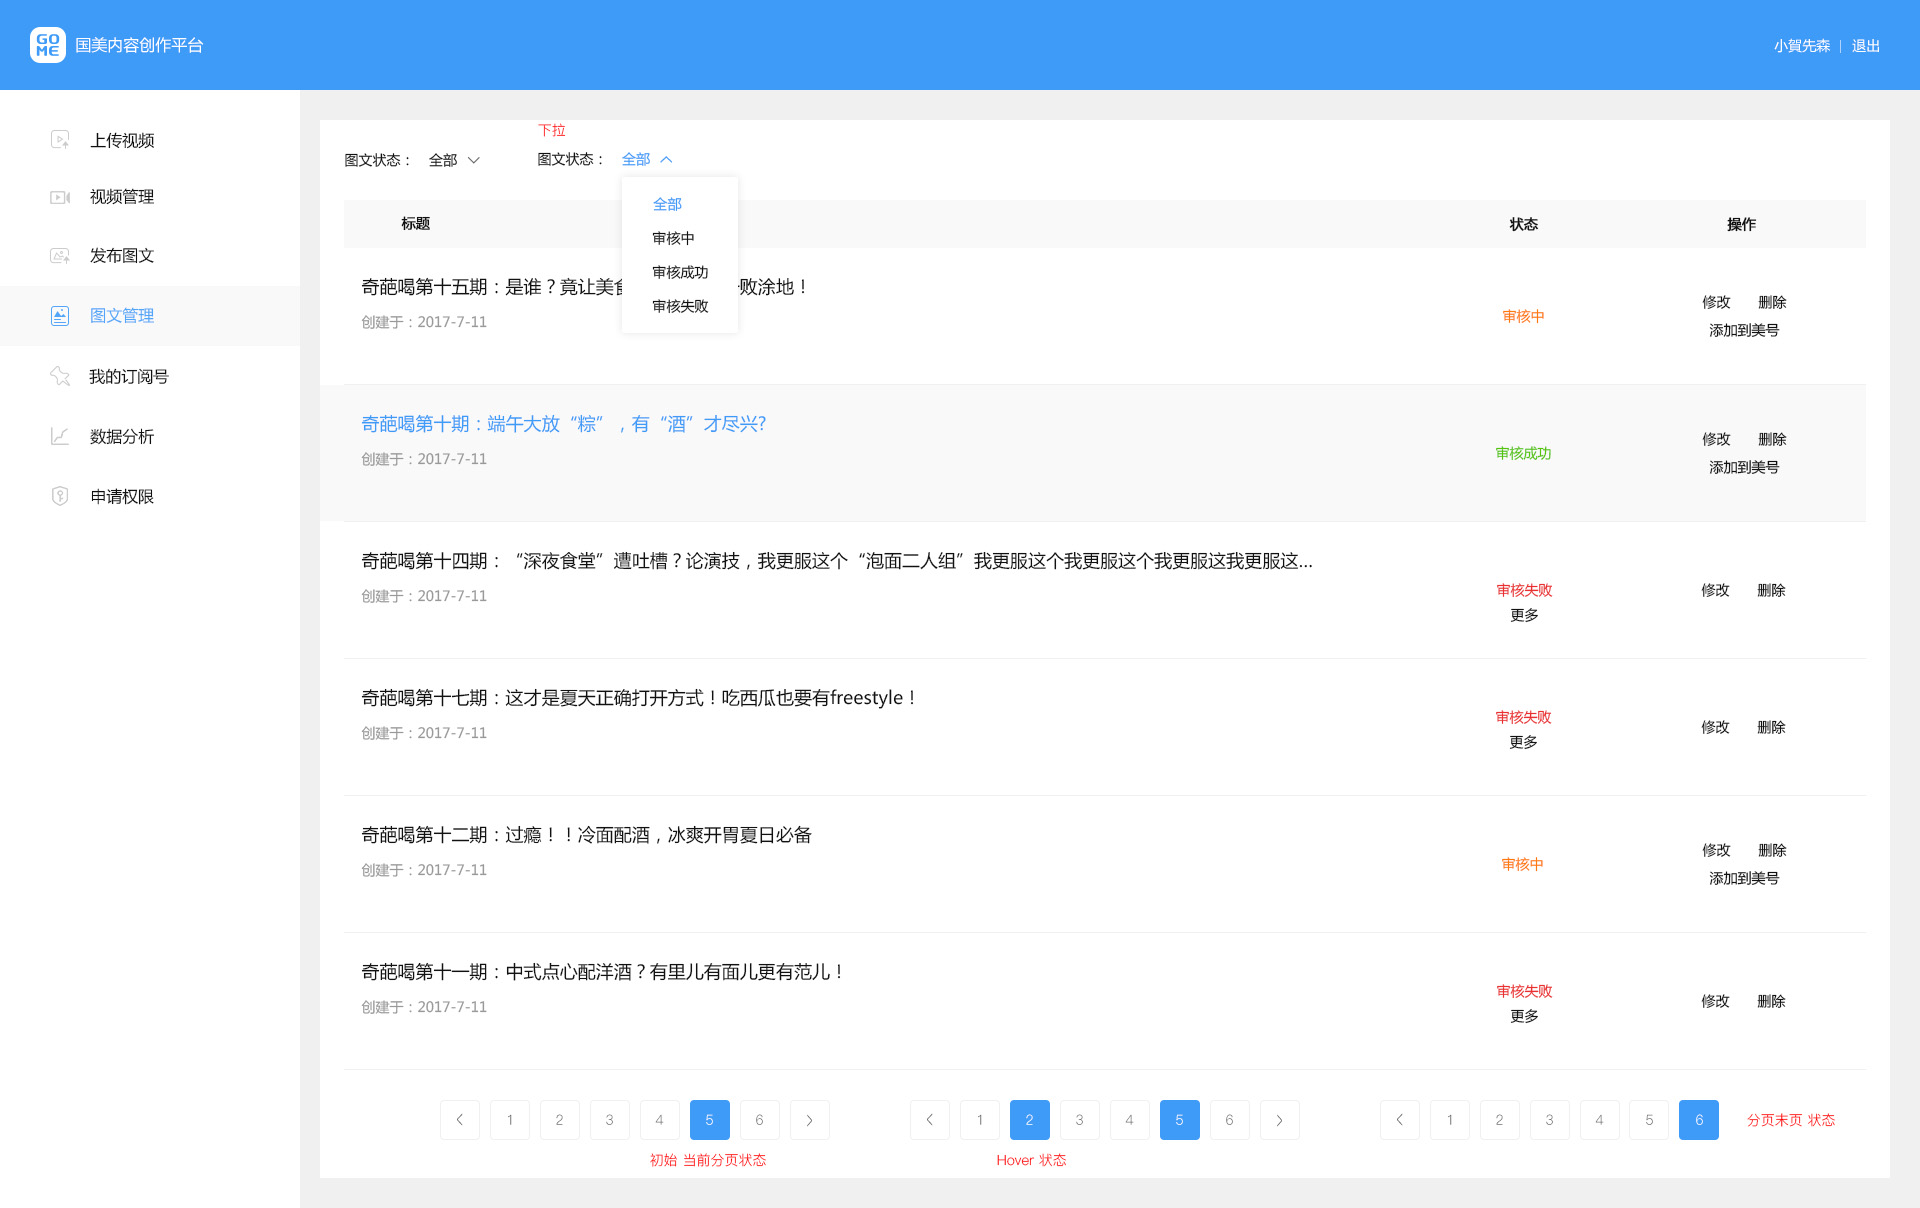 GO
ME
国美内容创作平台
小賀先森 | 退出
上传视频
视频管理
发布图文
图文管理
我的订阅号
数据分析
申请权限
下拉
图文状态： 全部
图文状态： 全部
全部
审核中
审核成功
审核失败
标题 状态 操作
奇葩喝第十五期：是谁？竟让美 败涂地！
创建于：2017-7-11
审核中
修改 删除
添加到美号
奇葩喝第十期：端午大放“粽”，有“酒”才尽兴?
创建于：2017-7-11
审核成功
修改 删除
添加到美号
奇葩喝第十四期：“深夜食堂”遭吐槽？论演技，我更服这个“泡面二人组”我更服这个我更服这个我更服这我更服这...
创建于：2017-7-11
审核失败
更多
修改 删除
奇葩喝第十七期：这才是夏天正确打开方式！吃西瓜也要有freestyle！
创建于：2017-7-11
审核失败
更多
修改 删除
奇葩喝第十二期：过瘾！！冷面配酒，冰爽开胃夏日必备
创建于：2017-7-11
审核中
修改 删除
添加到美号
奇葩喝第十一期：中式点心配洋酒？有里儿有面儿更有范儿！
创建于：2017-7-11
审核失败
更多
修改 删除
1 2 3 4 5 6
初始 当前分页状态
1 2 3 4 5 6
Hover 状态
1 2 3 4 5 6
分页末页 状态